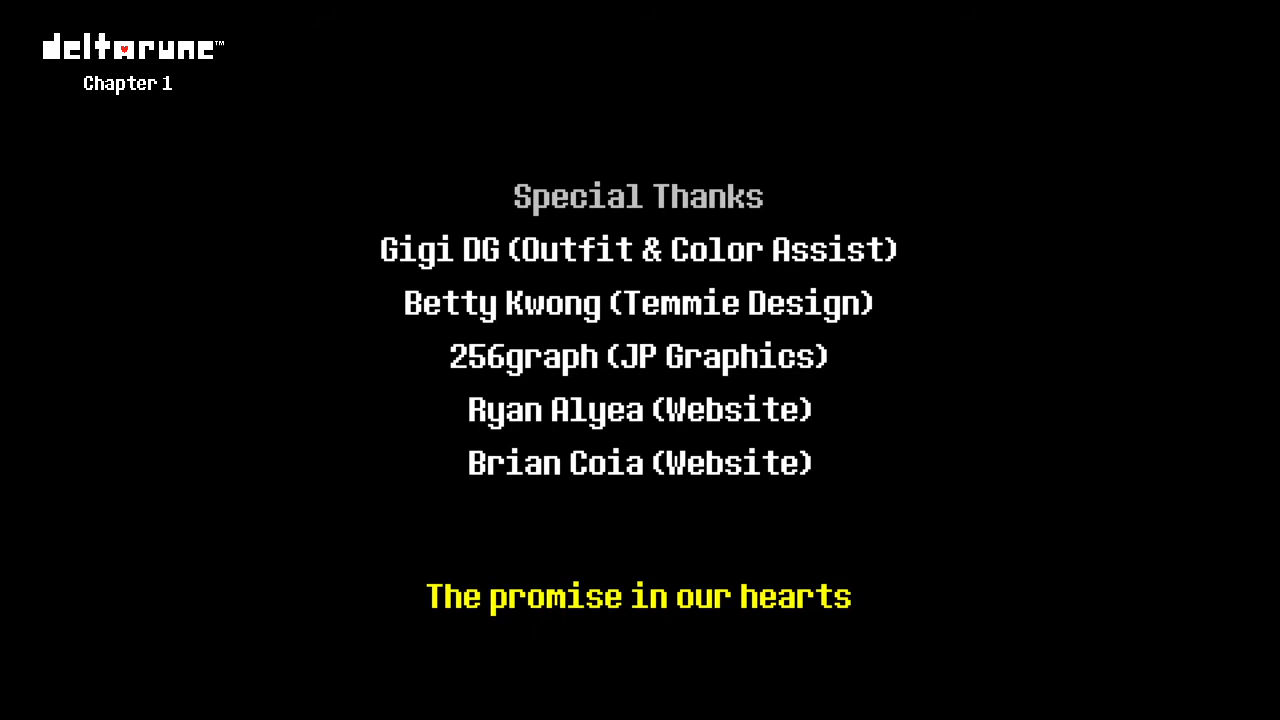 deltarune™
Chapter 1
Special Thanks
Gigi DG (Outfit & Color Assist)
Betty Kwong (Temmie Design)
256graph (JP Graphics)
Ryan Alyea (Website)
Brian Coia (Website)
The promise in our hearts